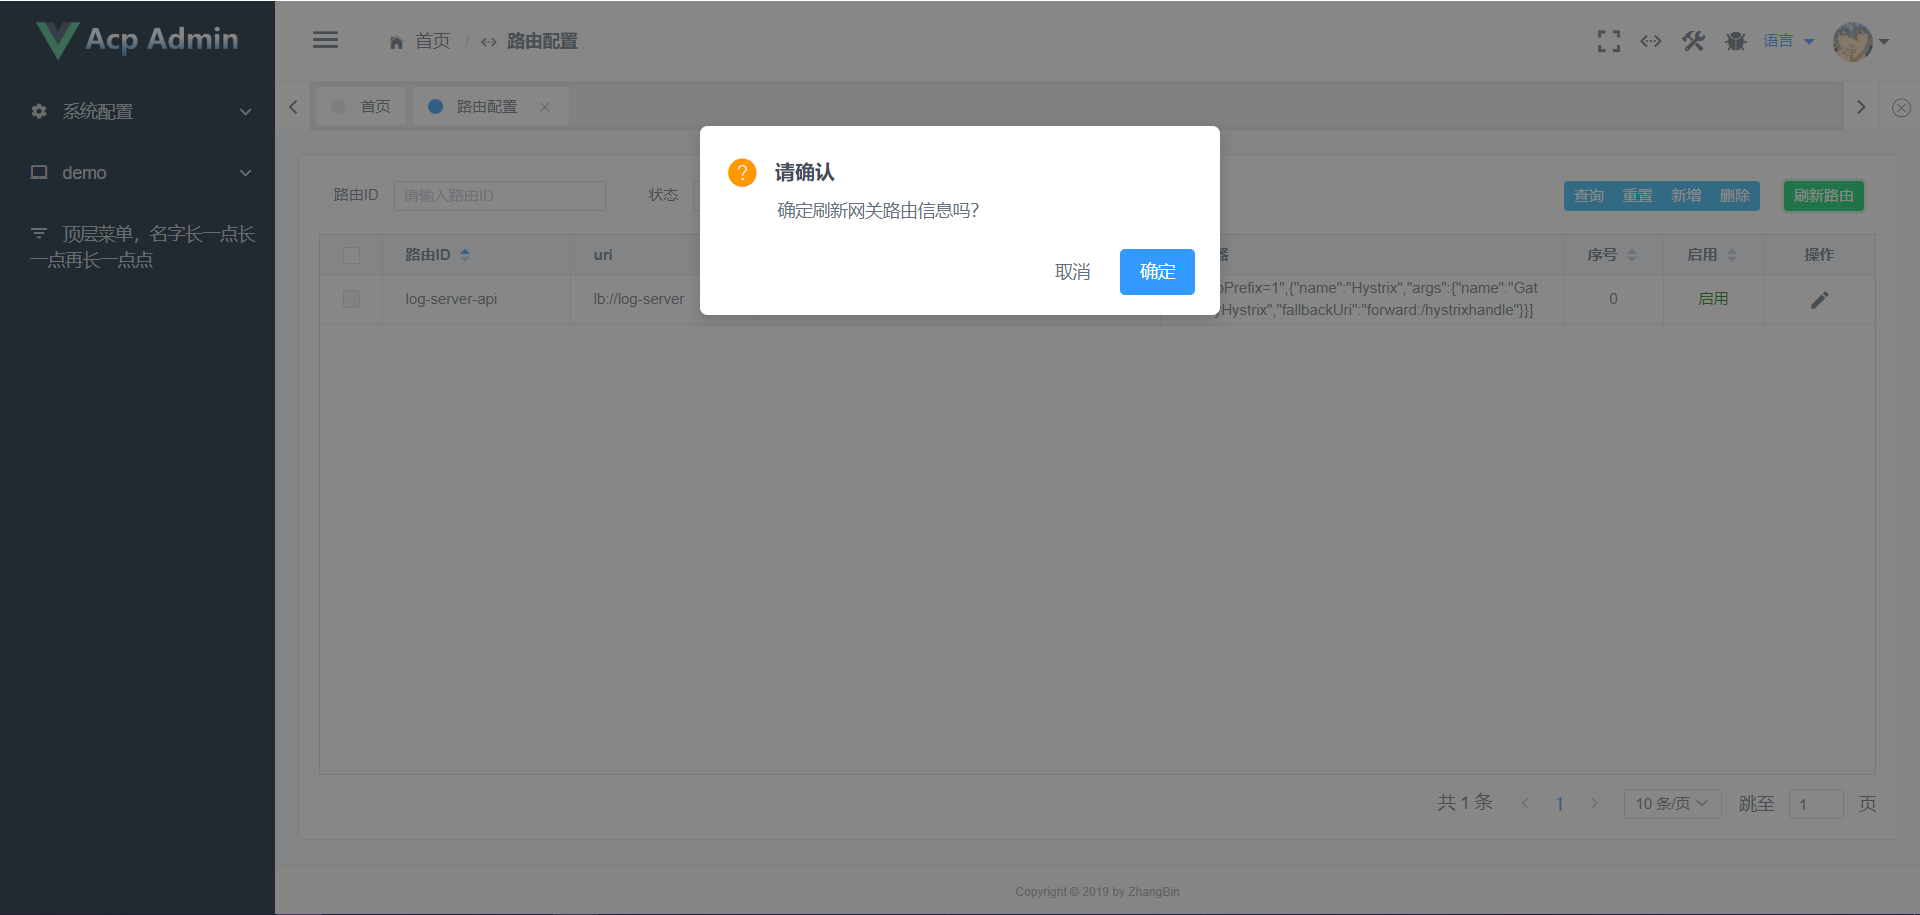 Acp Admin
首页 / 路由配置
语言
系统配置
demo
顶层菜单，名字长一点长
一点再长一点点
首页
路由配置
请确认
确定刷新网关路由信息吗？
取消
确定
路由ID
请输入路由ID
状态
查询
重置
新增
删除
刷新路由
路由ID
uri
器
序号
启用
操作
log-server-api
lb://log-server
Prefix=1",{"name":"Hystrix","args":{"name":"Gat
yHystrix","fallbackUri":"forward:/hystrixhandle"}}]
0
启用
共 1 条
1
10 条/页
跳至
1
页
Copyright © 2019 by ZhangBin